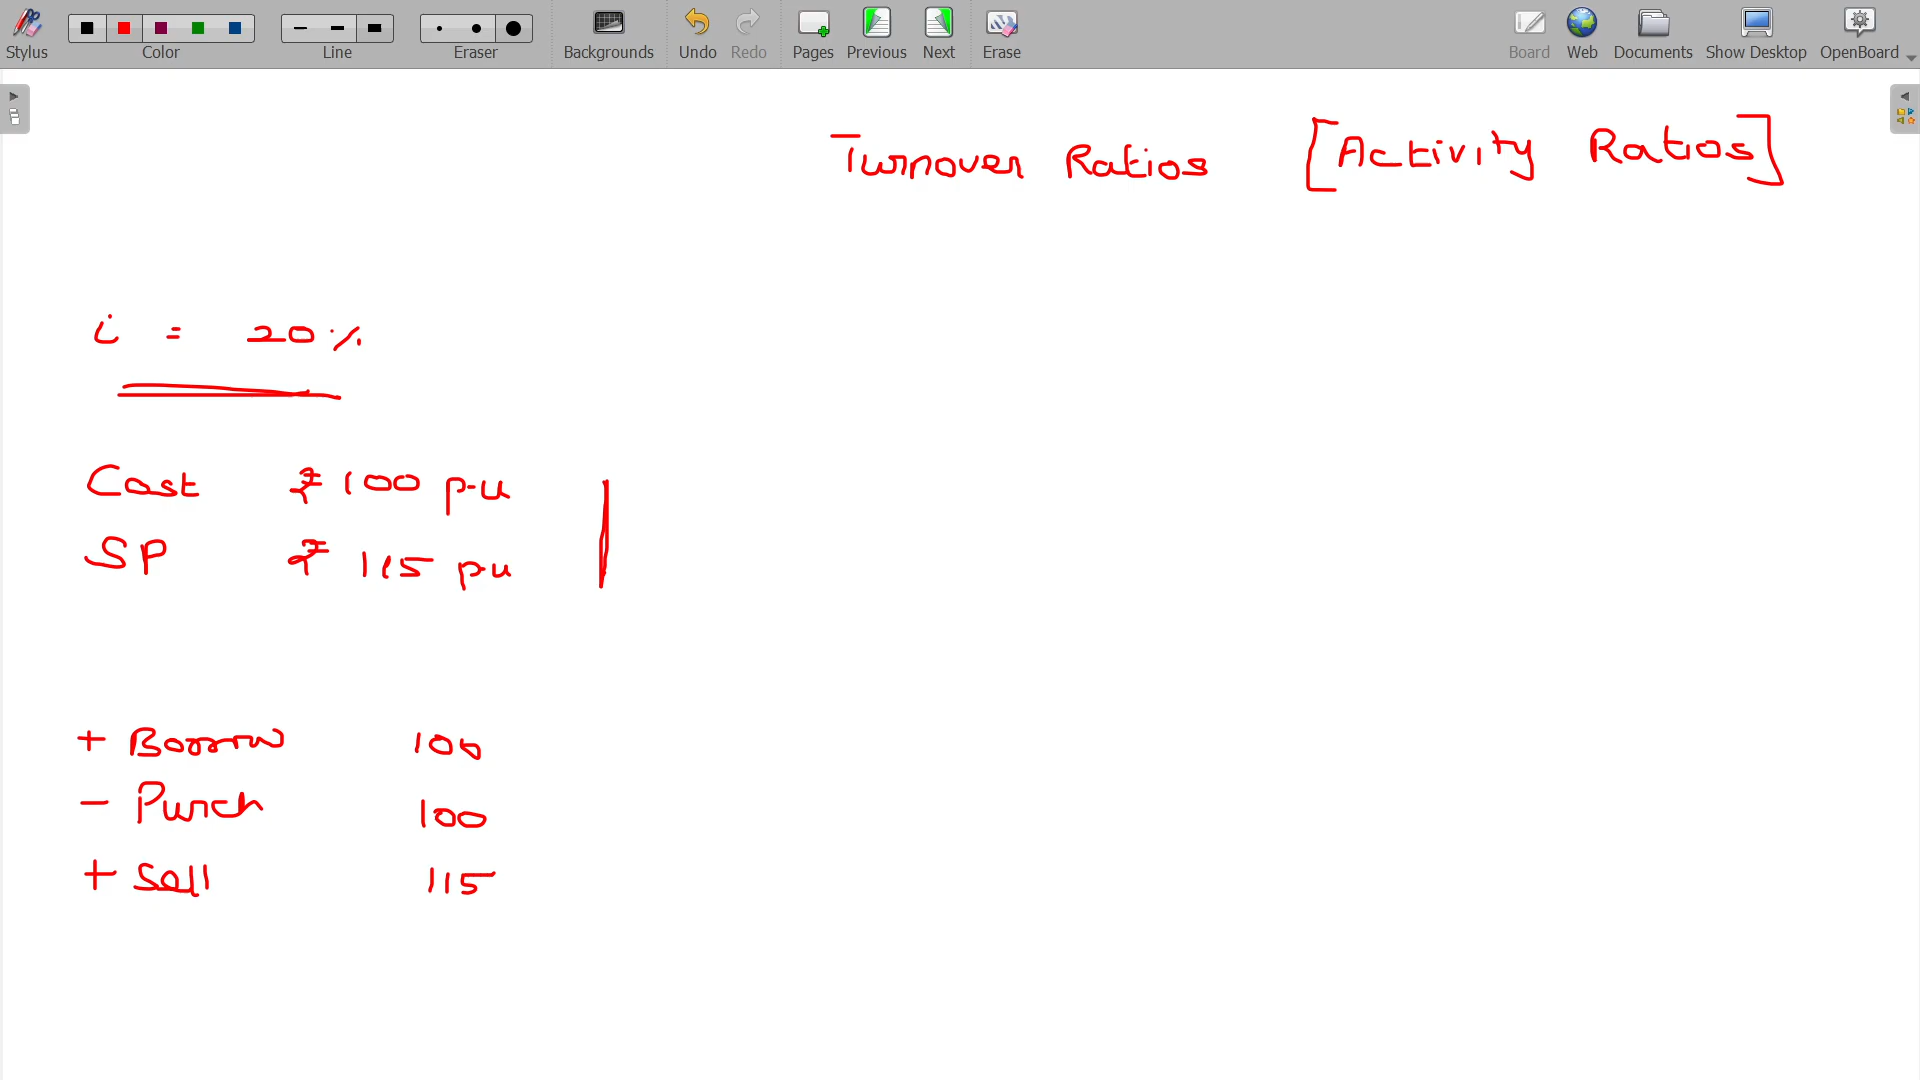 Stylus Color Line Eraser Backgrounds Undo Redo Pages Previous Next Erase Board Web Documents Show Desktop OpenBoard
Turnover Ratios [Activity Ratios]
i = 20%
Cost ₹ 100 p.u
SP ₹ 115 pu
+ Borrow 100
- Purch 100
+ Sell 115